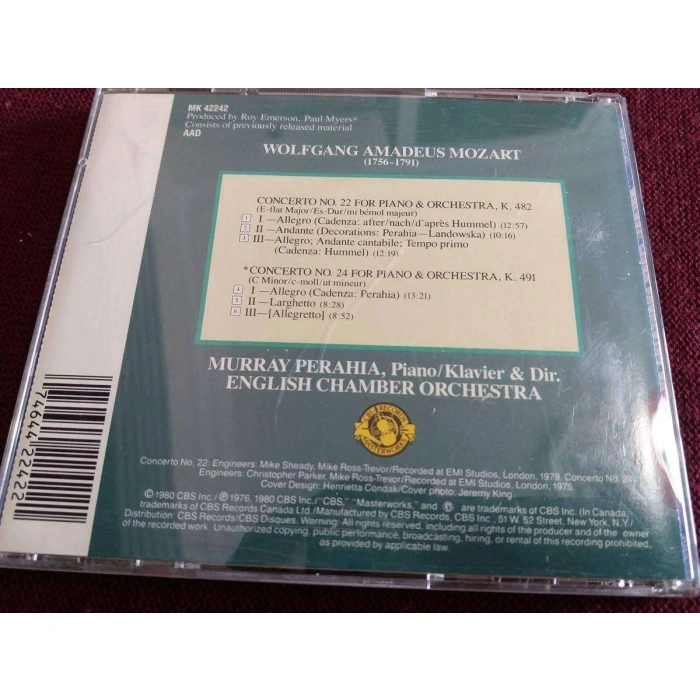 MK 42242
Produced by Roy Emerson, Paul Myers*
Consists of previously released material
AAD
WOLFGANG AMADEUS MOZART
(1756–1791)
CONCERTO NO. 22 FOR PIANO & ORCHESTRA, K. 482
(E-flat Major/Es-Dur/mi bémol majeur)
1 I —Allegro (Cadenza: after/nach/d'après Hummel) (12:57)
2 II —Andante (Decorations: Perahia—Landowska) (10:16)
3 III—Allegro; Andante cantabile; Tempo primo
(Cadenza: Hummel) (12:19)
*CONCERTO NO. 24 FOR PIANO & ORCHESTRA, K. 491
(C Minor/c-moll/ut mineur)
4 I —Allegro (Cadenza: Perahia) (13:21)
5 II —Larghetto (8:28)
6 III—[Allegretto] (8:52)
MURRAY PERAHIA, Piano/Klavier & Dir.
ENGLISH CHAMBER ORCHESTRA
CBS RECORDS
MASTERWORKS
74644 22422
Concerto No. 22: Engineers: Mike Sheady, Mike Ross-Trevor/Recorded at EMI Studios, London, 1979. Concerto No. 24:
Engineers: Christopher Parker, Mike Ross-Trevor/Recorded at EMI Studios, London, 1975.
Cover Design: Henrietta Condak/Cover photo: Jeremy King
© 1980 CBS Inc./ ℗ 1976, 1980 CBS Inc./"CBS," "Masterworks," and are trademarks of CBS Inc. (In Canada,
trademarks of CBS Records Canada Ltd./Manufactured by CBS Records, CBS Inc., 51 W. 52 Street, New York, N.Y./
Distribution: CBS Records/CBS Disques. Warning: All rights reserved, including all rights of the producer and of the owner
of the recorded work. Unauthorized copying, public performance, broadcasting, hiring, or rental of this recording prohibited,
as provided by applicable law.